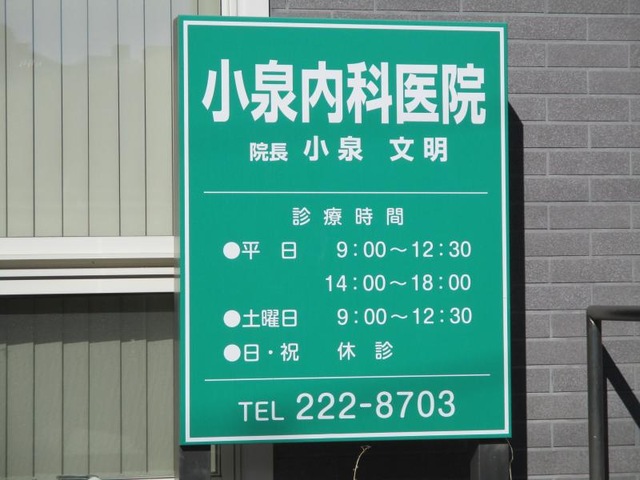 小泉内科医院
院長 小泉 文明
診療時間
●平 日 9:00～12:30
14:00～18:00
●土曜日 9:00～12:30
●日・祝 休 診
TEL 222-8703